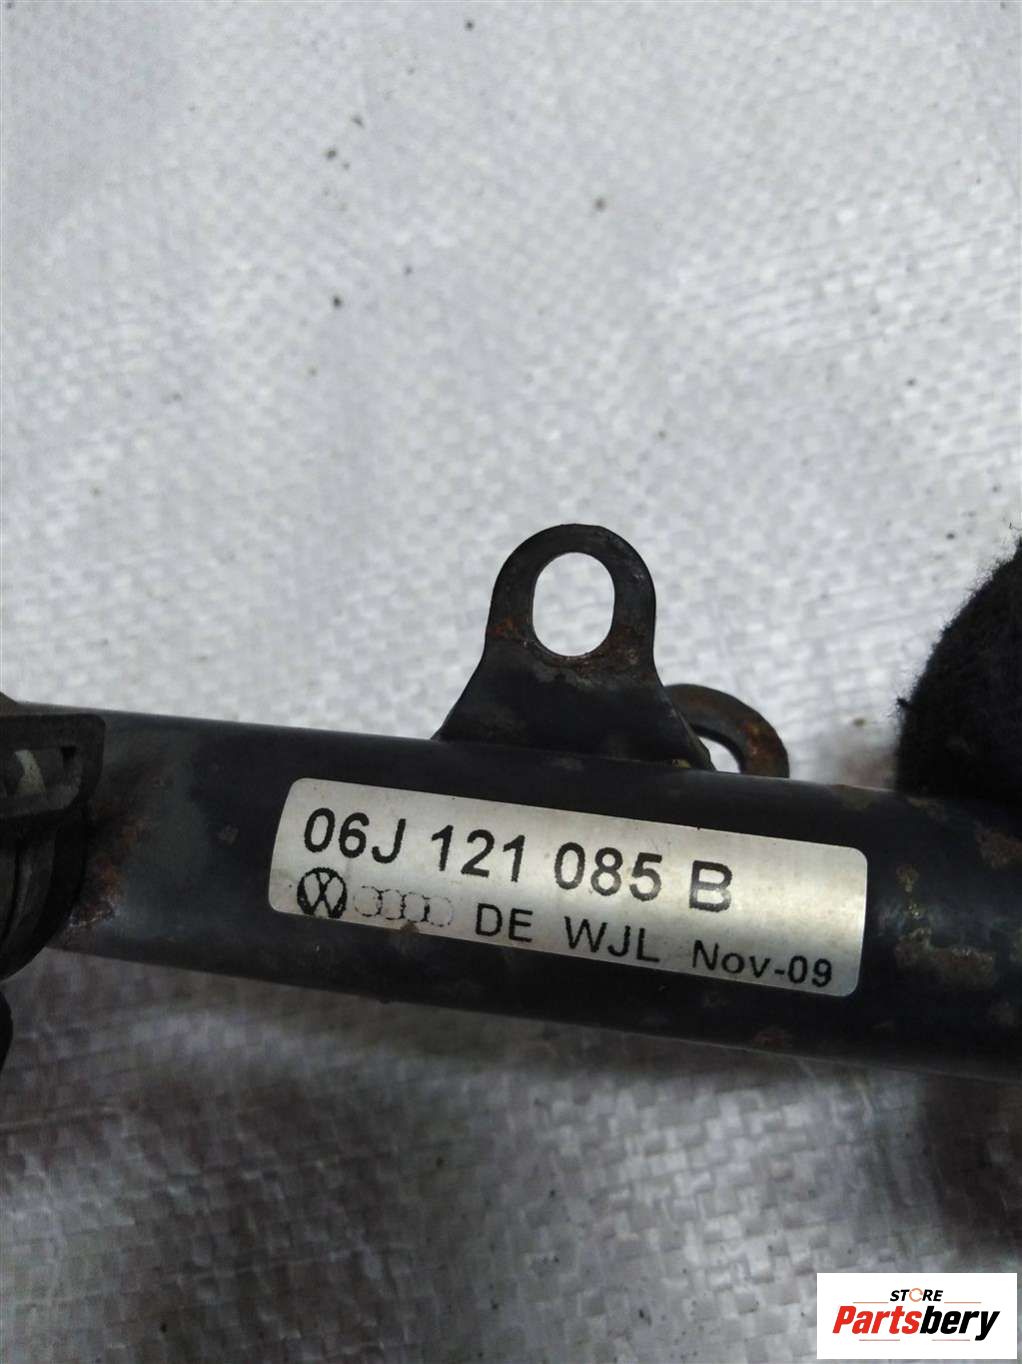 06J 121 085 B
DE WJL Nov-09
STORE
Partsbery